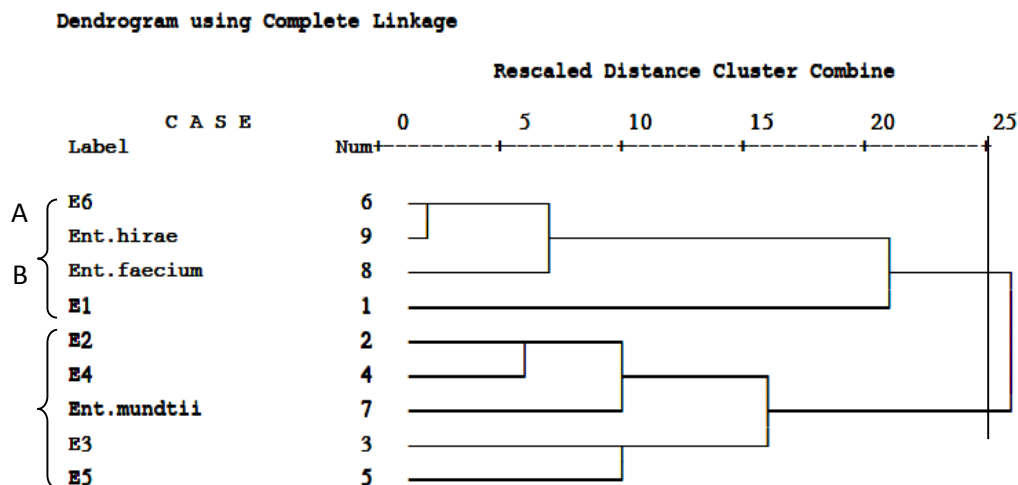 Dendrogram using Complete Linkage
Rescaled Distance Cluster Combine
C A S E 0 5 10 15 20 25
Label Num+---------+---------+---------+---------+---------+
A E6 6
Ent.hirae 9
B Ent.faecium 8
E1 1
E2 2
E4 4
Ent.mundtii 7
E3 3
E5 5